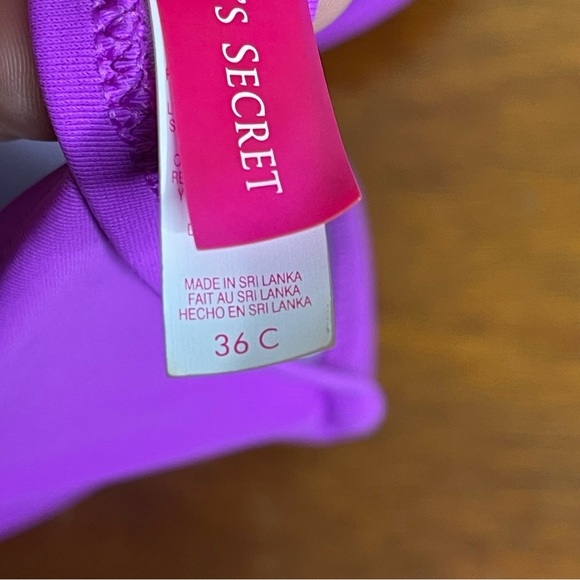 'S SECRET
MADE IN SRI LANKA
FAIT AU SRI LANKA
HECHO EN SRI LANKA
36 C